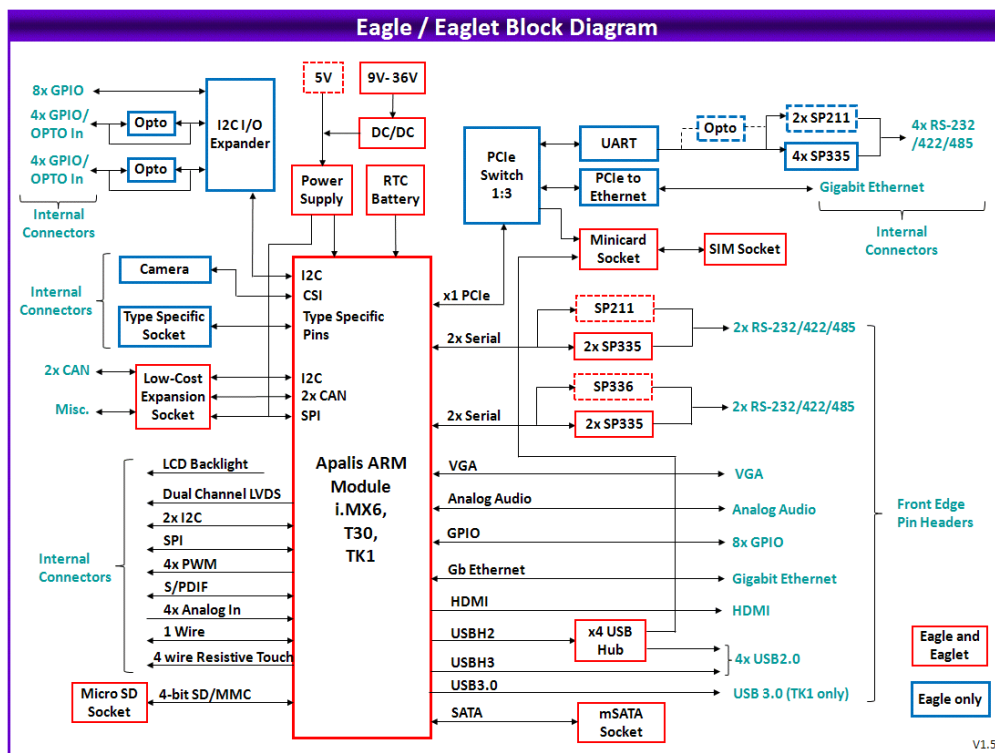 Eagle / Eaglet Block Diagram
8x GPIO
4x GPIO/
OPTO In
Opto
4x GPIO/
OPTO In
Opto
I2C I/O
Expander
Internal
Connectors
5V
9V- 36V
DC/DC
Power
Supply
RTC
Battery
PCIe
Switch
1:3
UART
Opto
2x SP211
4x SP335
4x RS-232
/422/485
PCIe to
Ethernet
Gigabit Ethernet
Internal
Connectors
Minicard
Socket
SIM Socket
Internal
Connectors
Camera
Type Specific
Socket
I2C
CSI
Type Specific
Pins
x1 PCIe
2x Serial
SP211
2x SP335
2x RS-232/422/485
2x CAN
Misc.
Low-Cost
Expansion
Socket
I2C
2x CAN
SPI
2x Serial
SP336
2x SP335
2x RS-232/422/485
Apalis ARM
Module
i.MX6,
T30,
TK1
Internal
Connectors
LCD Backlight
Dual Channel LVDS
2x I2C
SPI
4x PWM
S/PDIF
4x Analog In
1 Wire
4 wire Resistive Touch
Micro SD
Socket
4-bit SD/MMC
VGA
VGA
Analog Audio
Analog Audio
GPIO
8x GPIO
Gb Ethernet
Gigabit Ethernet
HDMI
HDMI
USBH2
x4 USB
Hub
USBH3
4x USB2.0
USB3.0
USB 3.0 (TK1 only)
SATA
mSATA
Socket
Front Edge
Pin Headers
Eagle and
Eaglet
Eagle only
V1.5